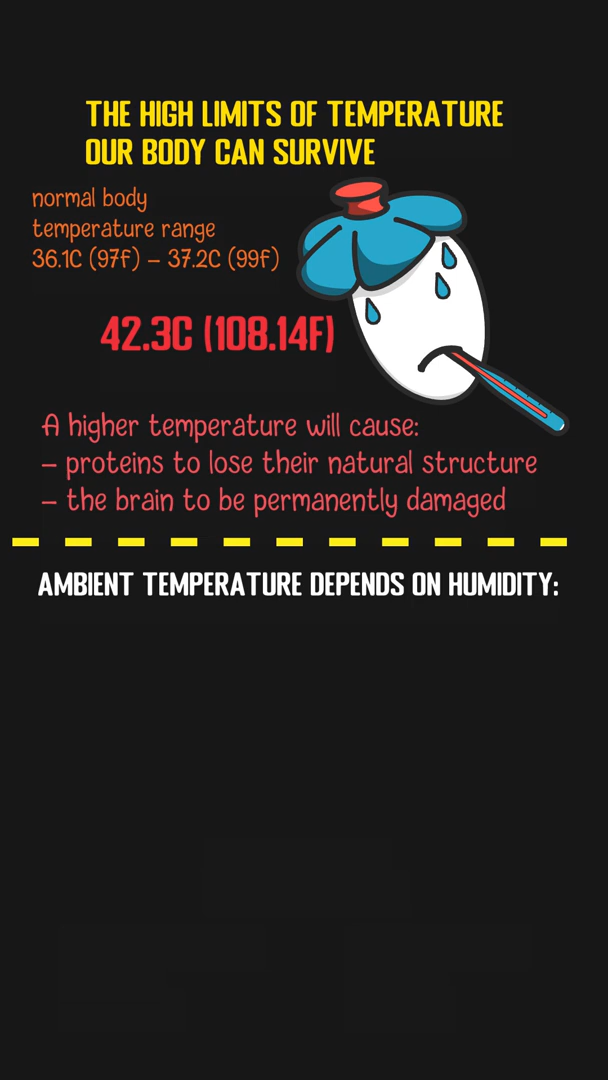 THE HIGH LIMITS OF TEMPERATURE
OUR BODY CAN SURVIVE
normal body
temperature range
36.1C (97f) – 37.2C (99f)
42.3C (108.14F)
A higher temperature will cause:
– proteins to lose their natural structure
– the brain to be permanently damaged
AMBIENT TEMPERATURE DEPENDS ON HUMIDITY: